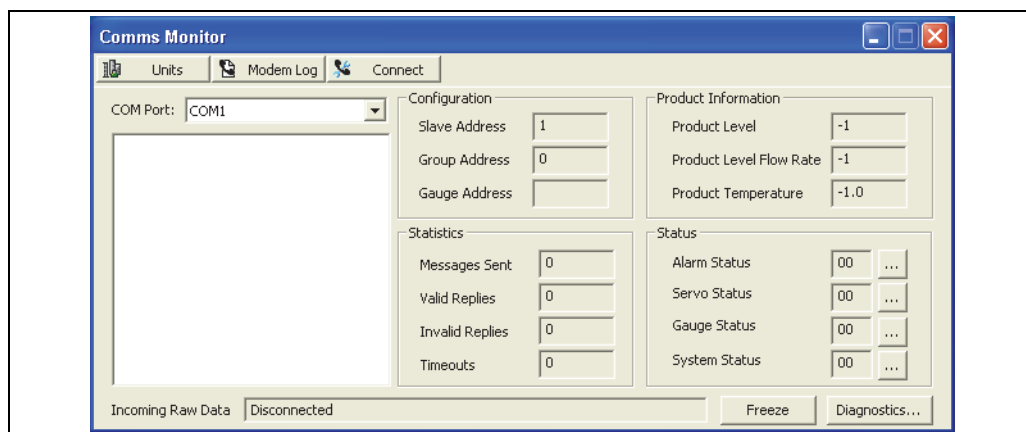 Comms Monitor
Units Modem Log Connect
COM Port: COM1
Configuration
Slave Address 1
Group Address 0
Gauge Address
Product Information
Product Level -1
Product Level Flow Rate -1
Product Temperature -1.0
Statistics
Messages Sent 0
Valid Replies 0
Invalid Replies 0
Timeouts 0
Status
Alarm Status 00 ...
Servo Status 00 ...
Gauge Status 00 ...
System Status 00 ...
Incoming Raw Data Disconnected Freeze Diagnostics...